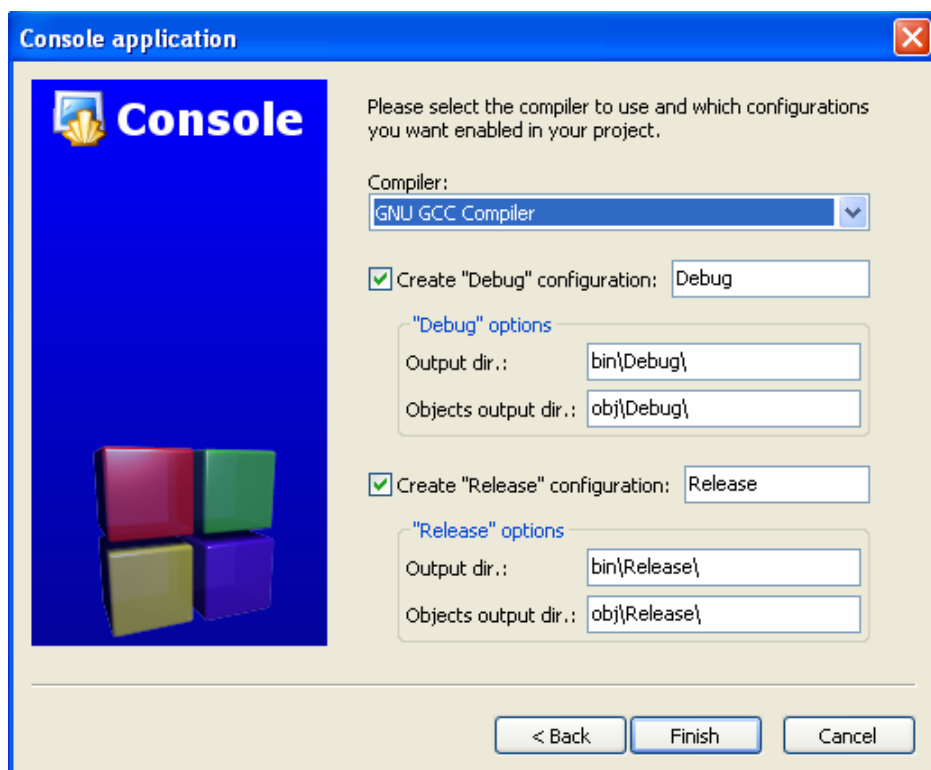 Console application
Console
Please select the compiler to use and which configurations
you want enabled in your project.
Compiler:
GNU GCC Compiler
Create "Debug" configuration: Debug
"Debug" options
Output dir.: bin\Debug\
Objects output dir.: obj\Debug\
Create "Release" configuration: Release
"Release" options
Output dir.: bin\Release\
Objects output dir.: obj\Release\
< Back Finish Cancel